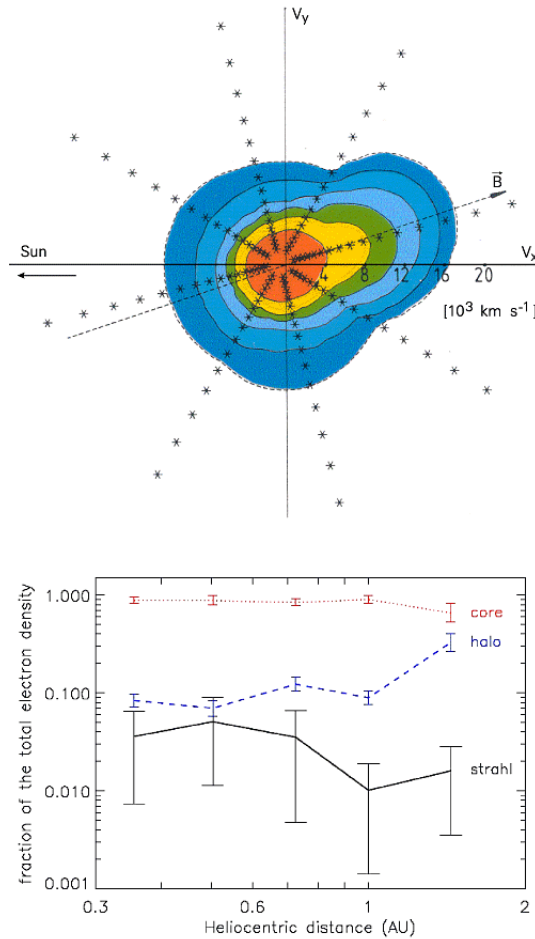 Vy
B
Sun
Vx
4 8 12 16 20
[10³ km s⁻¹]
fraction of the total electron density
1.000
0.100
0.010
0.001
core
halo
strahl
0.3 0.6 1 2
Heliocentric distance (AU)